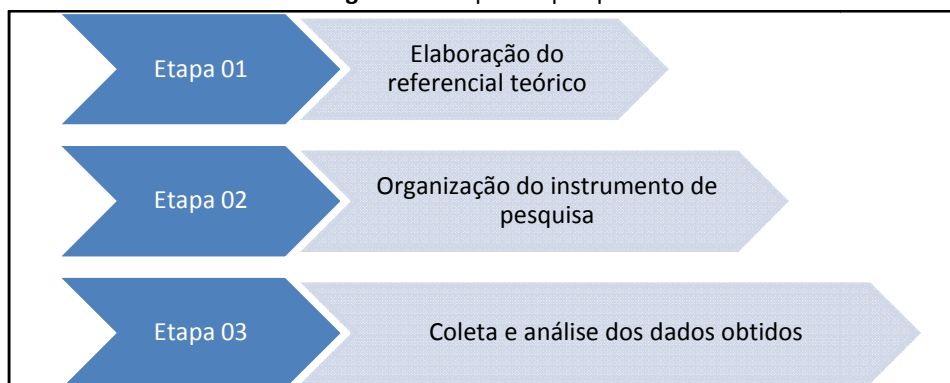 Etapa 01
Elaboração do
referencial teórico
Etapa 02
Organização do instrumento de
pesquisa
Etapa 03
Coleta e análise dos dados obtidos